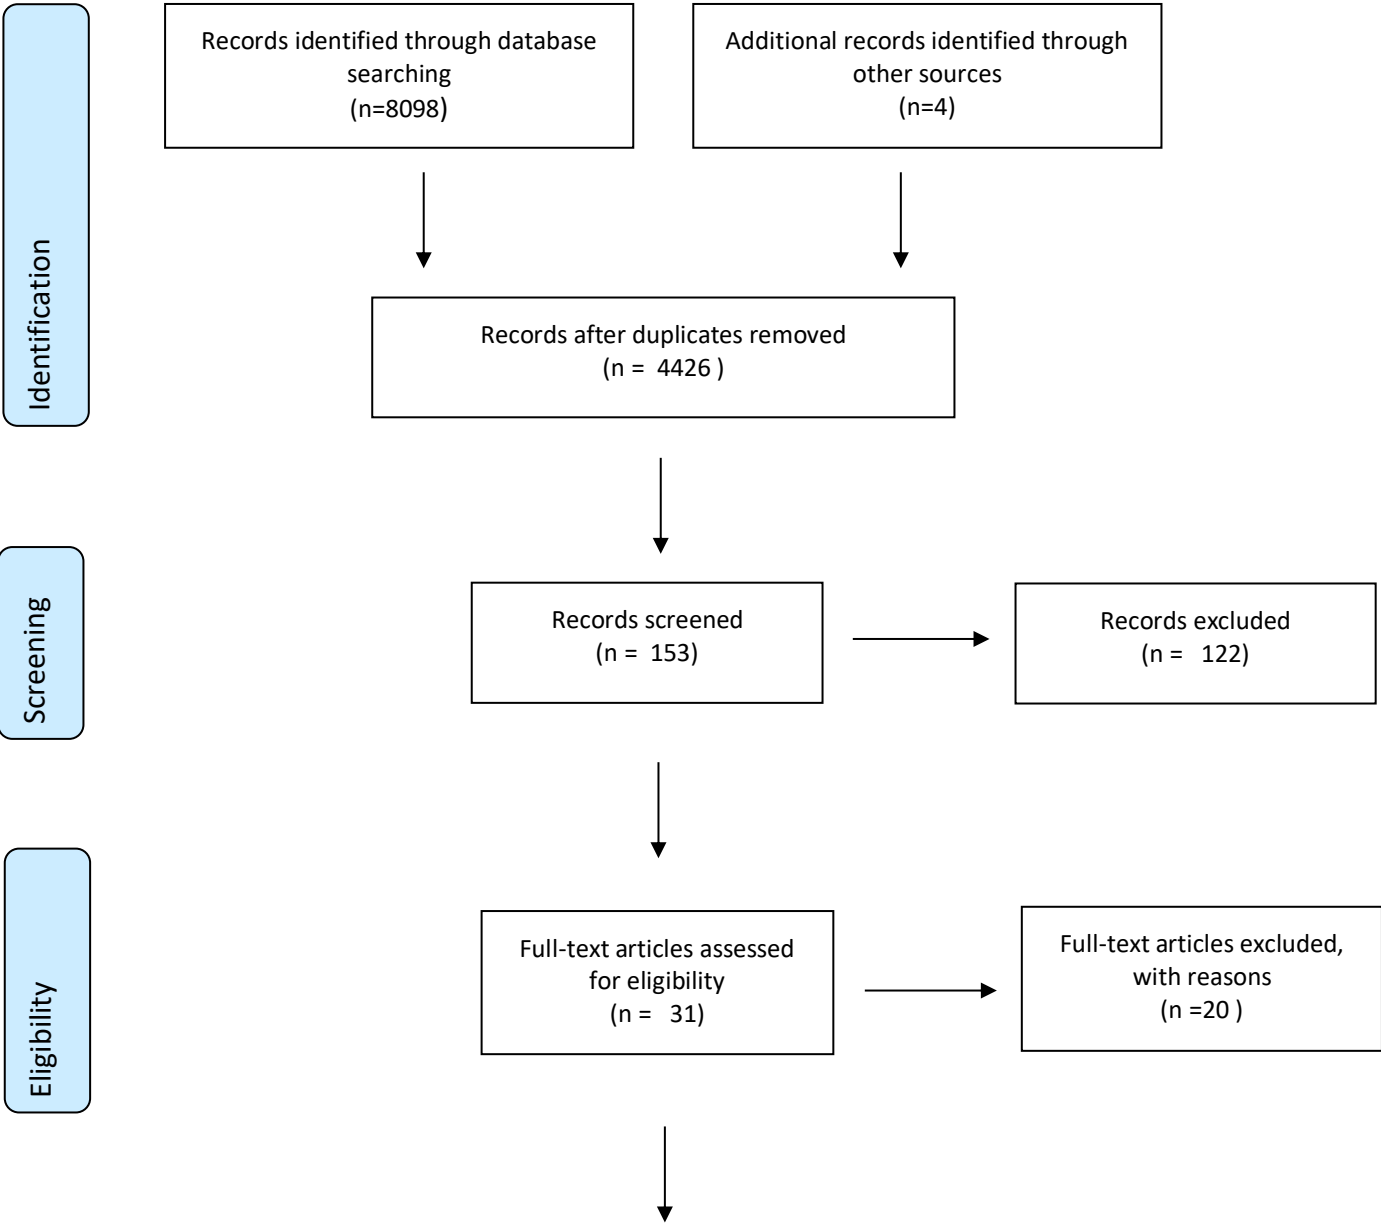 Identification
Records identified through database
searching
(n=8098)
Additional records identified through
other sources
(n=4)
Records after duplicates removed
(n =  4426 )
Screening
Records screened
(n =  153)
Records excluded
(n =   122)
Eligibility
Full-text articles assessed
for eligibility
(n =   31)
Full-text articles excluded,
with reasons
(n =20 )